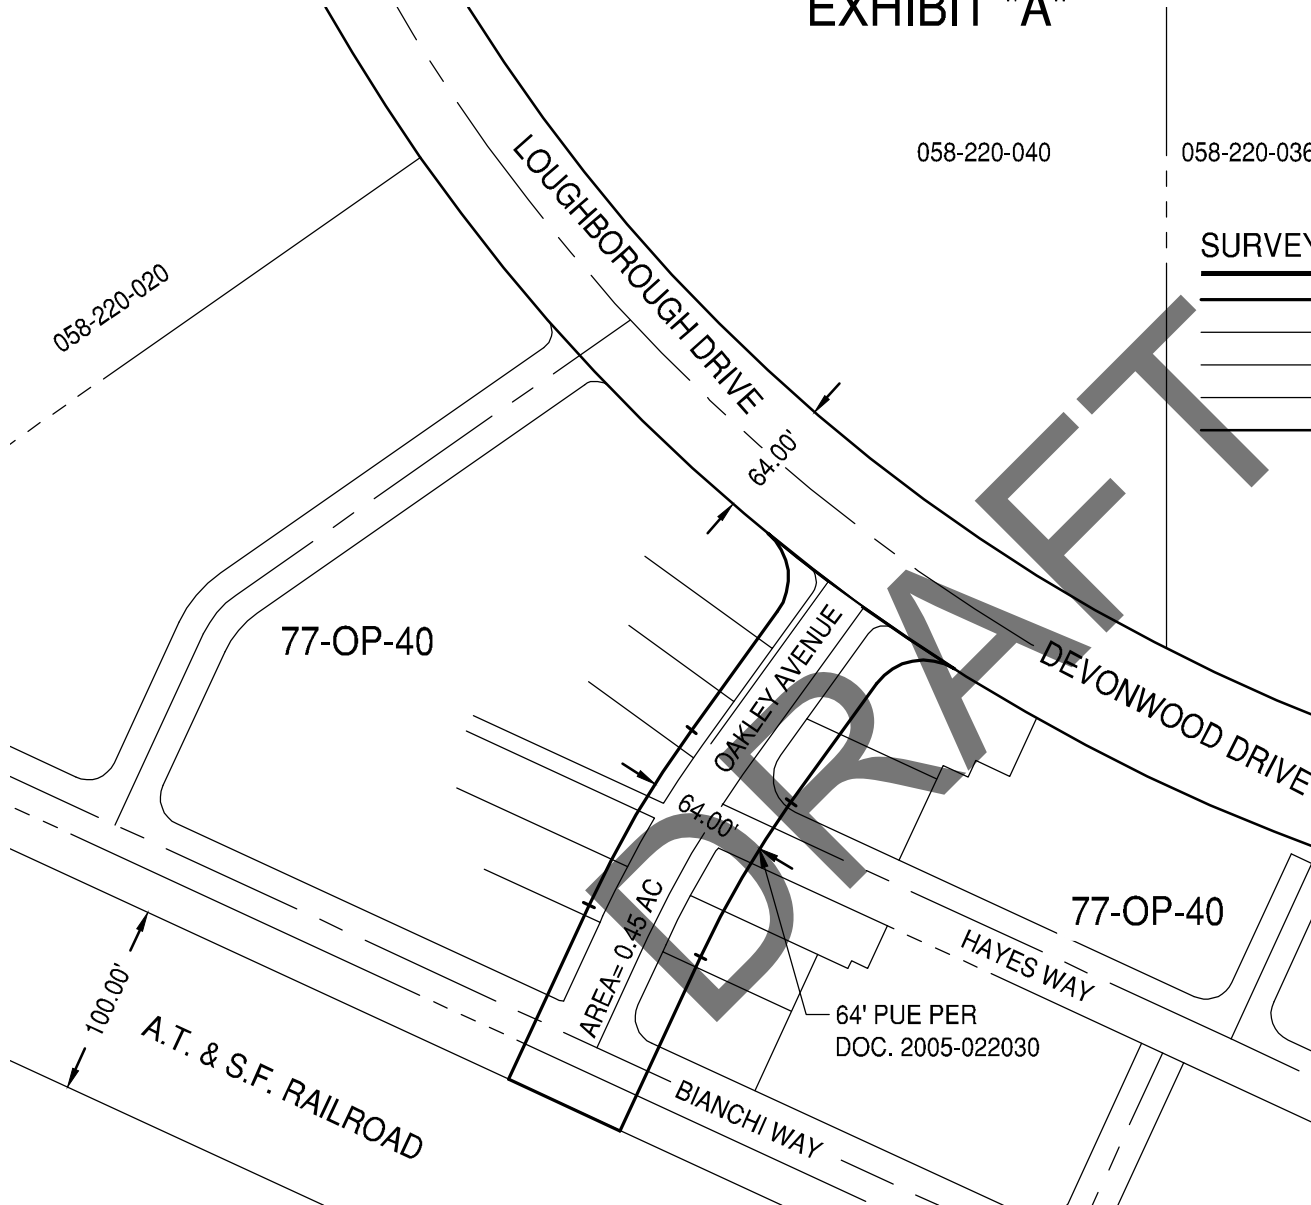 EXHIBIT "A"
058-220-040
058-220-036
SURVEY
LOUGHBOROUGH DRIVE
058-220-020
64.00'
77-OP-40
OAKLEY AVENUE
DEVONWOOD DRIVE
64.00'
AREA= 0.45 AC
77-OP-40
HAYES WAY
64' PUE PER
DOC. 2005-022030
100.00'
A.T. & S.F. RAILROAD
BIANCHI WAY
DRAFT